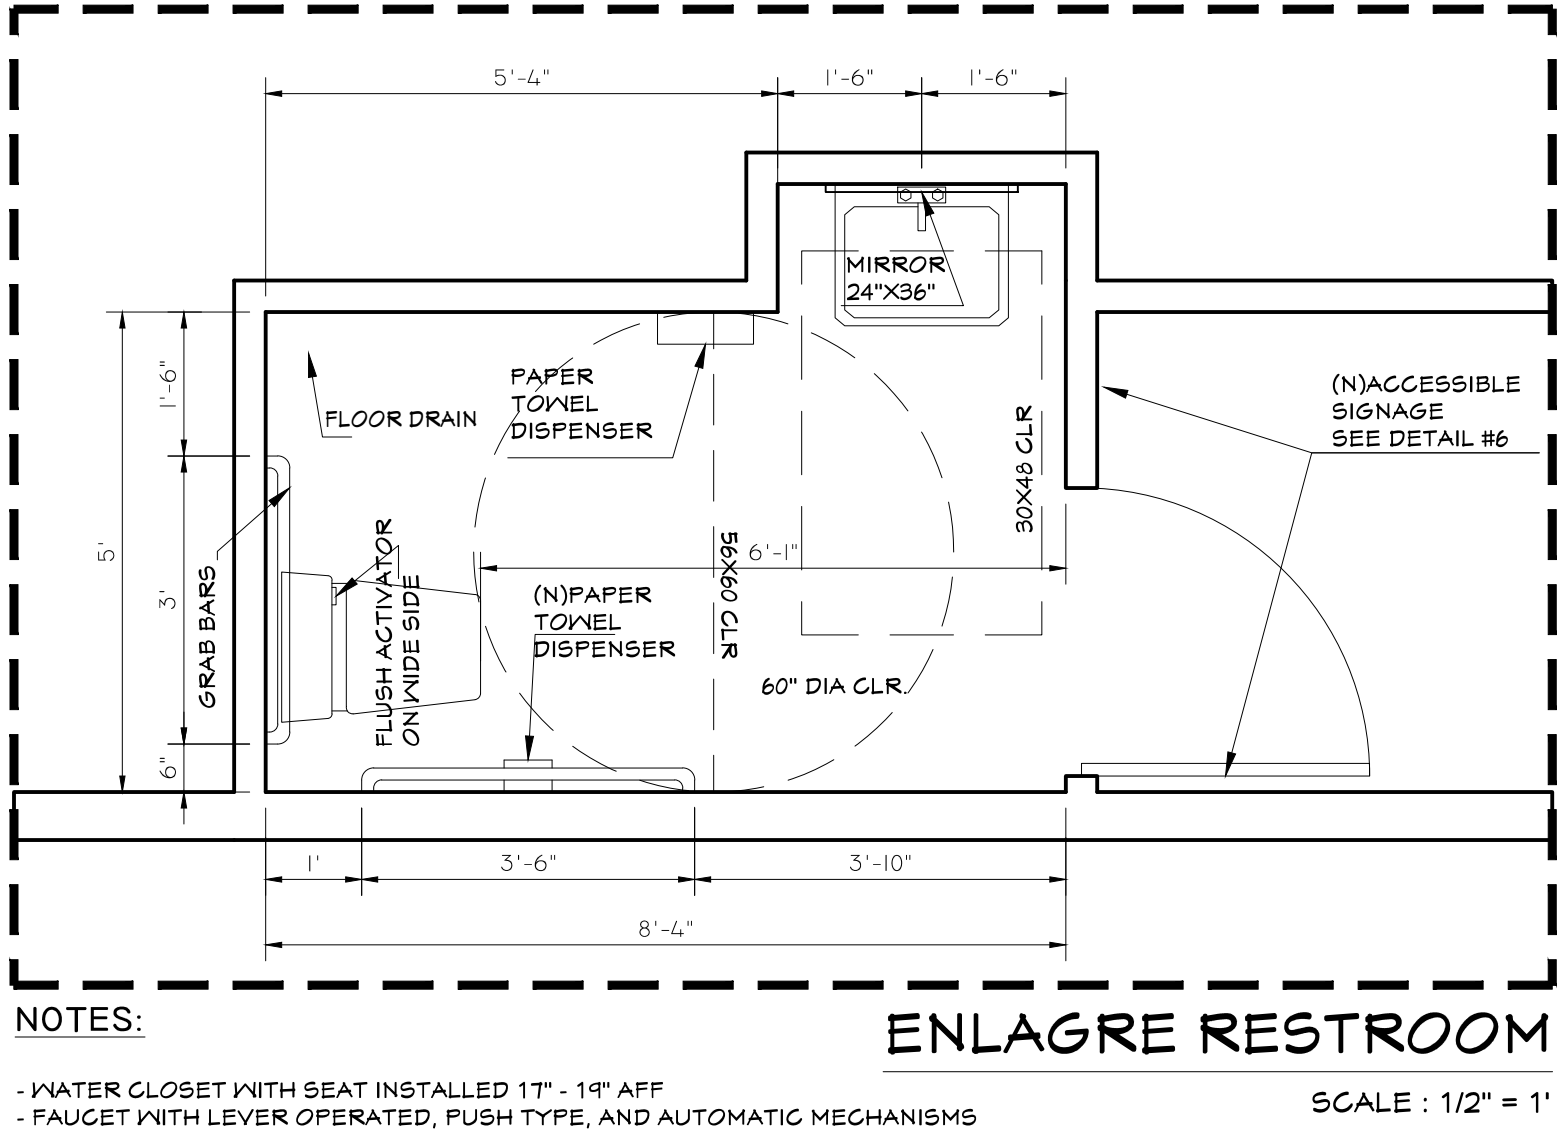 5'-4"
1'-6"
1'-6"
MIRROR
24"X36"
1'-6"
FLOOR DRAIN
PAPER
TOWEL
DISPENSER
30X48 CLR
(N)ACCESSIBLE
SIGNAGE
SEE DETAIL #6
5'
3'
GRAB BARS
FLUSH ACTIVATOR
ON WIDE SIDE
56X60 CLR
6'-1"
(N)PAPER
TOWEL
DISPENSER
60" DIA CLR.
6"
1'
3'-6"
3'-10"
8'-4"
NOTES:
- WATER CLOSET WITH SEAT INSTALLED 17" - 19" AFF
- FAUCET WITH LEVER OPERATED, PUSH TYPE, AND AUTOMATIC MECHANISMS
ENLAGRE RESTROOM
SCALE : 1/2" = 1'